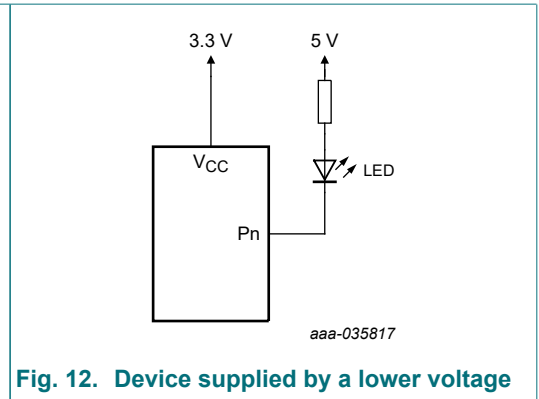 3.3 V
5 V
VCC
LED
Pn
aaa-035817
Fig. 12. Device supplied by a lower voltage